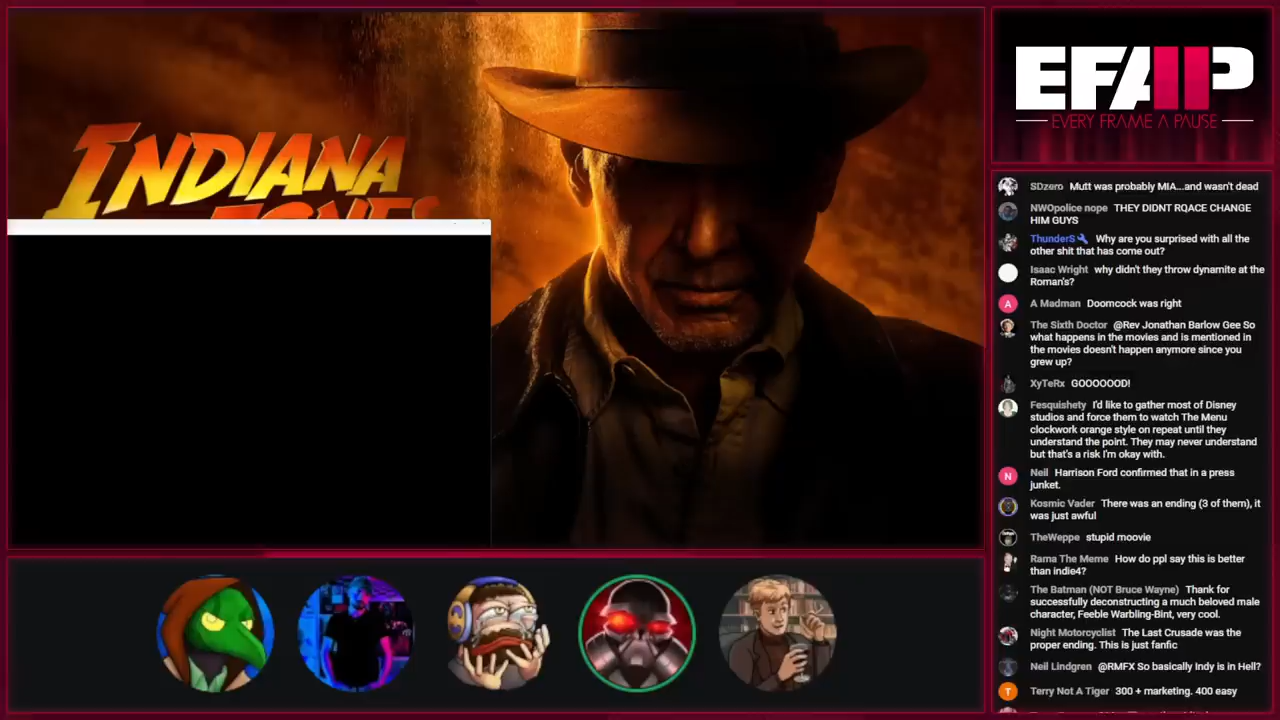 INDIANA
JONES
EFAP
EVERY FRAME A PAUSE
SDzero Mutt was probably MIA...and wasn't dead
NWOpolice nope THEY DIDNT RQACE CHANGE
HIM GUYS
ThunderS Why are you surprised with all the
other shit that has come out?
Isaac Wright why didn't they throw dynamite at the
Roman's?
A
A Madman Doomcock was right
The Sixth Doctor @Rev Jonathan Barlow Gee So
what happens in the movies and is mentioned in
the movies doesn't happen anymore since you
grew up?
XyTeRx GOOOOOOD!
Fesquishety I'd like to gather most of Disney
studios and force them to watch The Menu
clockwork orange style on repeat until they
understand the point. They may never understand
but that's a risk I'm okay with.
N
Neil Harrison Ford confirmed that in a press
junket.
Kosmic Vader There was an ending (3 of them), it
was just awful
TheWeppe stupid moovie
Rama The Meme How do ppl say this is better
than indie4?
The Batman (NOT Bruce Wayne) Thank for
successfully deconstructing a much beloved male
character, Feeble Warbling-Bint, very cool.
Night Motorcyclist The Last Crusade was the
proper ending. This is just fanfic
Neil Lindgren @RMFX So basically Indy is in Hell?
T
Terry Not A Tiger 300 + marketing. 400 easy